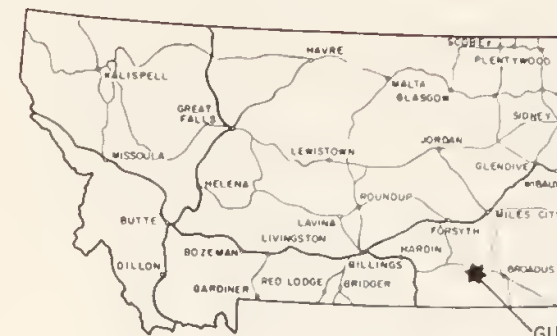 SCOBEY
HAVRE
PLENTYWOOD
KALISPELL
MALTA
GLASGOW
GREAT
FALLS
SIDNEY
JORDAN
LEWISTOWN
MISSOULA
GLENDIVE
WIBAUX
HELENA
ROUNDUP
MILES CITY
LAVINA
FORSYTH
BUTTE
LIVINGSTON
HARDIN
BOZEMAN
BILLINGS
BROADUS
DILLON
RED LODGE
BRIDGER
GARDINER